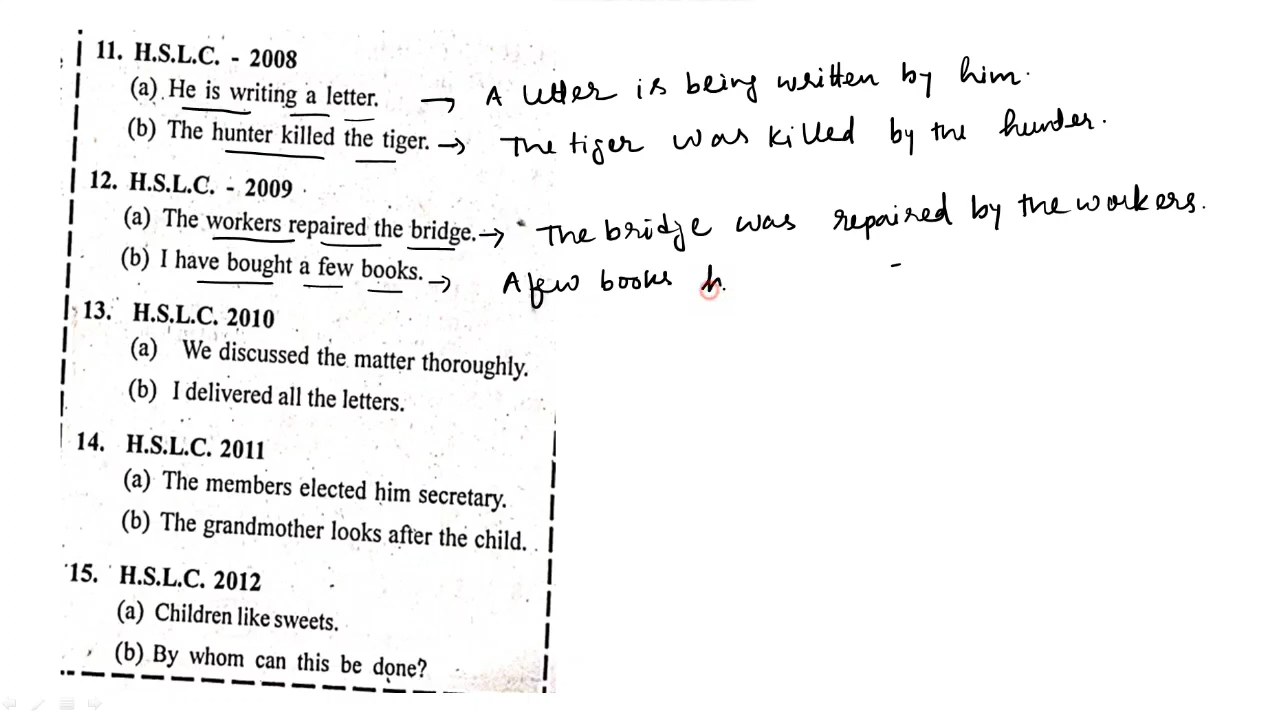 11. H.S.L.C. - 2008
(a) He is writing a letter. → A letter is being written by him.
(b) The hunter killed the tiger. → The tiger was killed by the hunter.
12. H.S.L.C. - 2009
(a) The workers repaired the bridge. → The bridge was repaired by the workers.
(b) I have bought a few books. → A few books h
13. H.S.L.C. 2010
(a) We discussed the matter thoroughly.
(b) I delivered all the letters.
14. H.S.L.C. 2011
(a) The members elected him secretary.
(b) The grandmother looks after the child.
15. H.S.L.C. 2012
(a) Children like sweets.
(b) By whom can this be done?